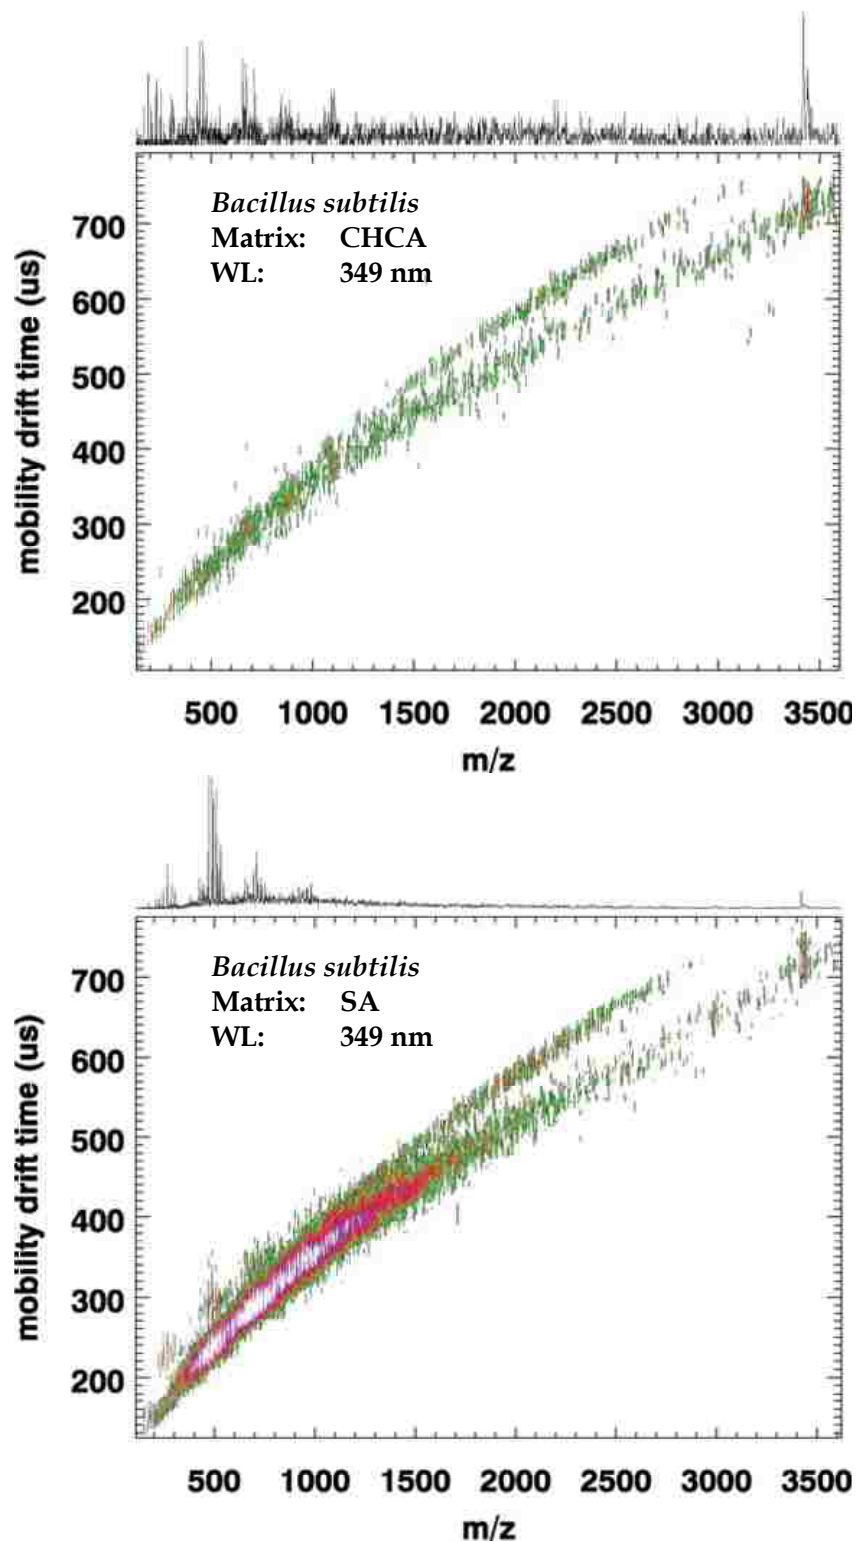 Bacillus subtilis
Matrix: CHCA
WL: 349 nm
mobility drift time (us)
700
600
500
400
300
200
500 1000 1500 2000 2500 3000 3500
m/z
Bacillus subtilis
Matrix: SA
WL: 349 nm
mobility drift time (us)
700
600
500
400
300
200
500 1000 1500 2000 2500 3000 3500
m/z